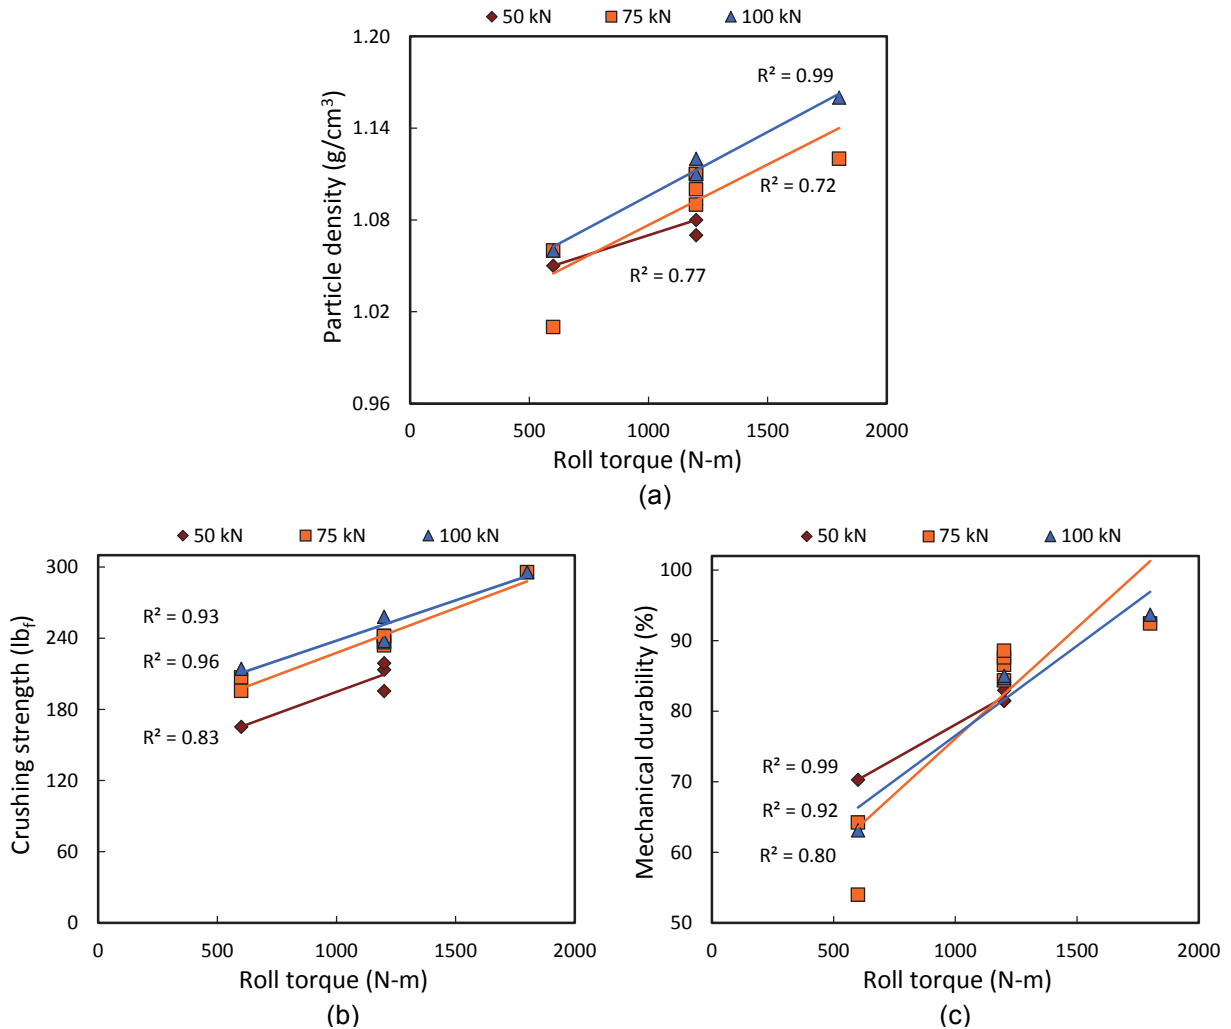 50 kN 75 kN 100 kN
1.20
1.14
1.08
1.02
0.96
Particle density (g/cm³)
R² = 0.99
R² = 0.72
R² = 0.77
0 500 1000 1500 2000
Roll torque (N-m)
(a)
50 kN 75 kN 100 kN
300
240
180
120
60
0
Crushing strength (lbf)
R² = 0.93
R² = 0.96
R² = 0.83
0 500 1000 1500 2000
Roll torque (N-m)
(b)
50 kN 75 kN 100 kN
100
90
80
70
60
50
Mechanical durability (%)
R² = 0.99
R² = 0.92
R² = 0.80
0 500 1000 1500 2000
Roll torque (N-m)
(c)